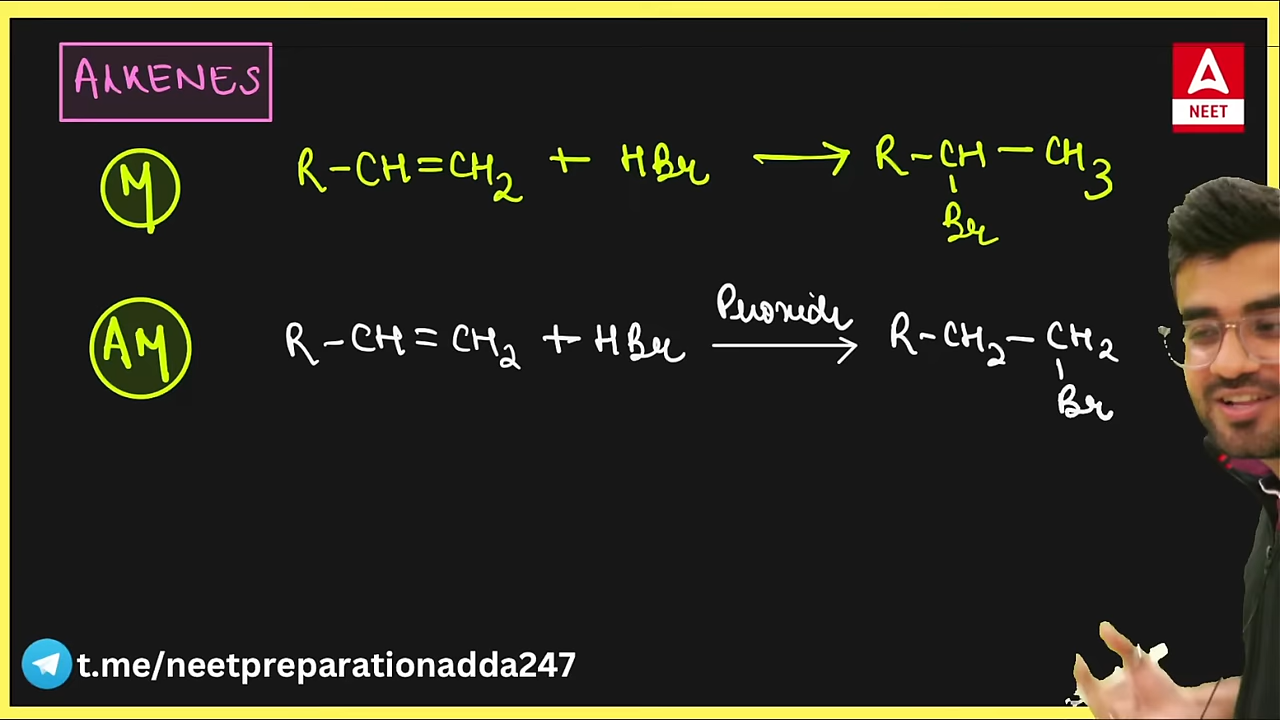 ALKENES
NEET
M R-CH=CH2 + HBr ⟶ R-CH-CH3
Br
Peroxide
AM R-CH=CH2 + HBr ⟶ R-CH2-CH2
Br
t.me/neetpreparationadda247